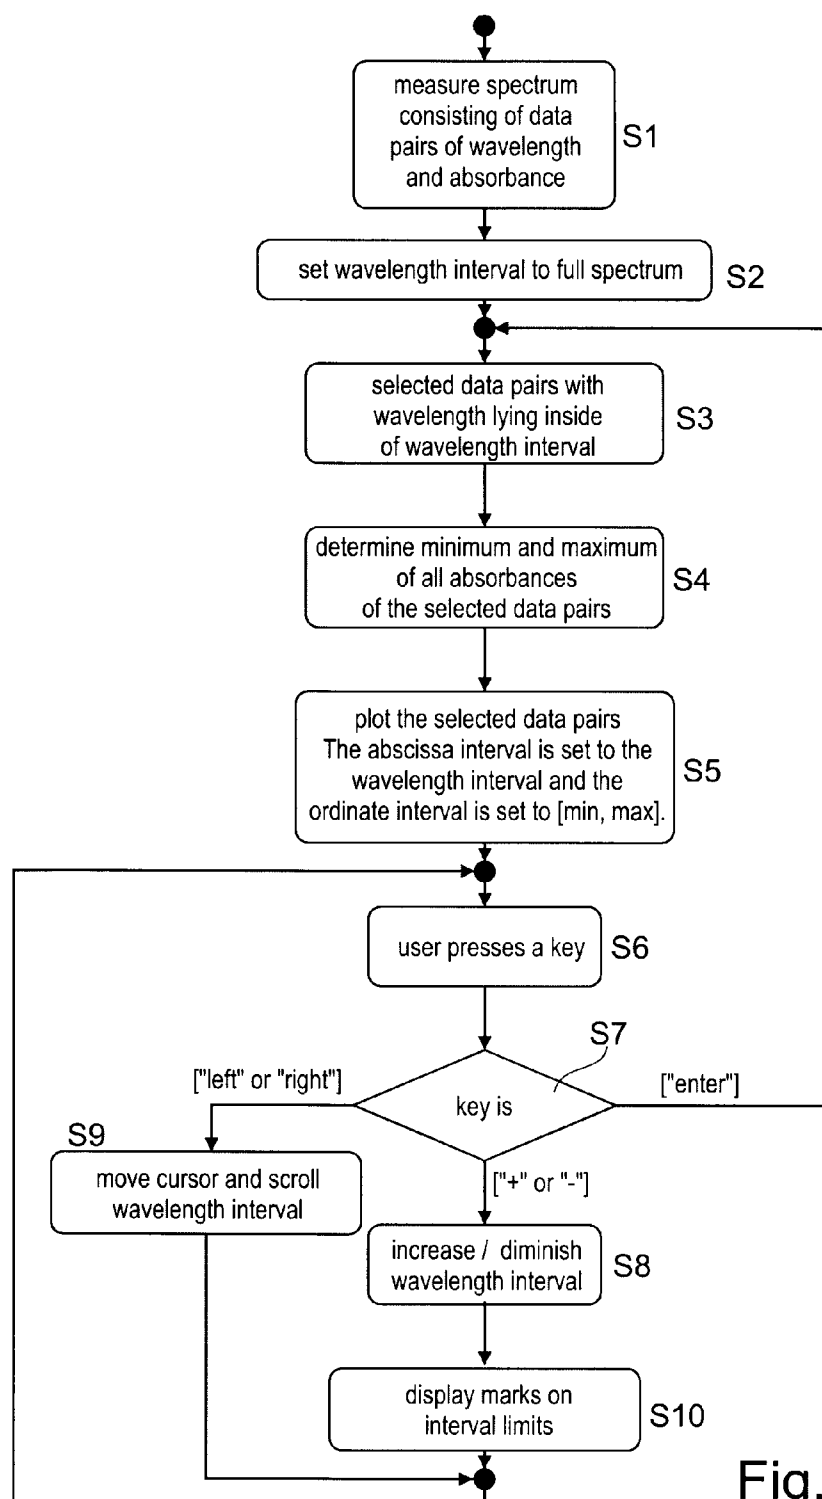 measure spectrum
consisting of data
pairs of wavelength
and absorbance
S1
set wavelength interval to full spectrum
S2
selected data pairs with
wavelength lying inside
of wavelength interval
S3
determine minimum and maximum
of all absorbances
of the selected data pairs
S4
plot the selected data pairs
The abscissa interval is set to the
wavelength interval and the
ordinate interval is set to [min, max].
S5
user presses a key
S6
S7
["left" or "right"]
key is
["enter"]
S9
move cursor and scroll
wavelength interval
["+" or "-"]
increase / diminish
wavelength interval
S8
display marks on
interval limits
S10
Fig.